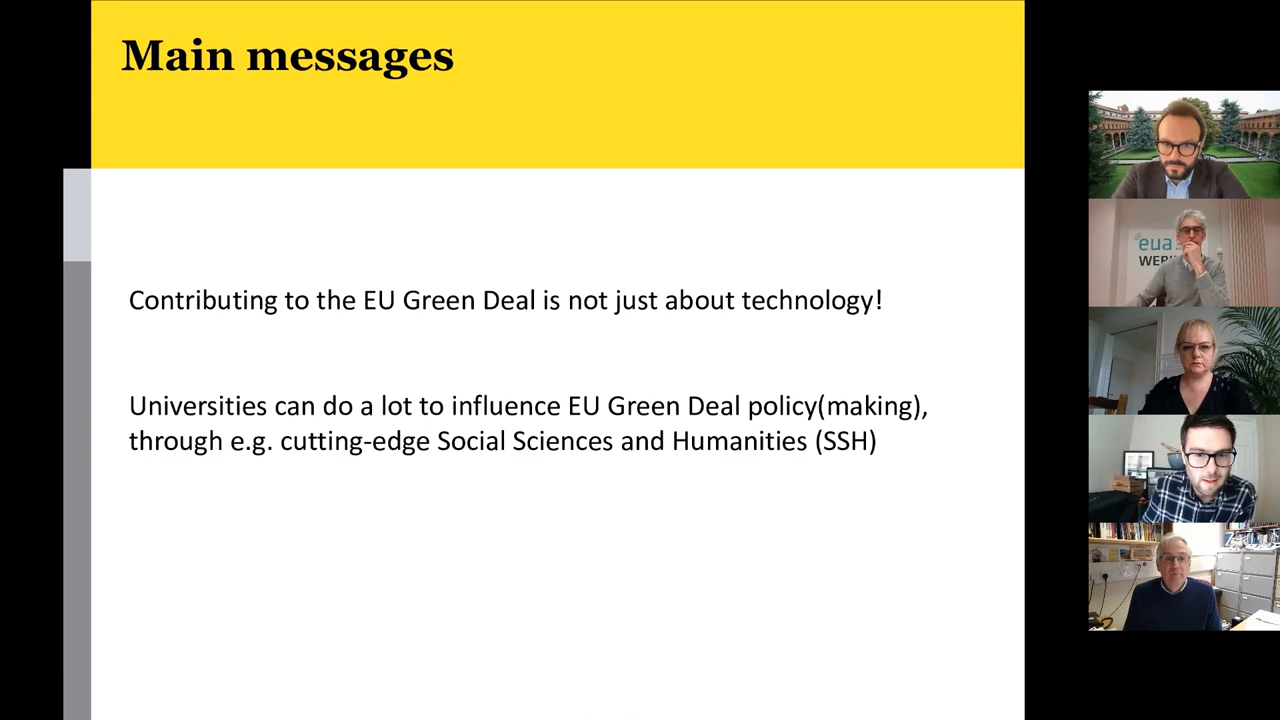 Main messages
Contributing to the EU Green Deal is not just about technology!
Universities can do a lot to influence EU Green Deal policy(making),
through e.g. cutting-edge Social Sciences and Humanities (SSH)
eua